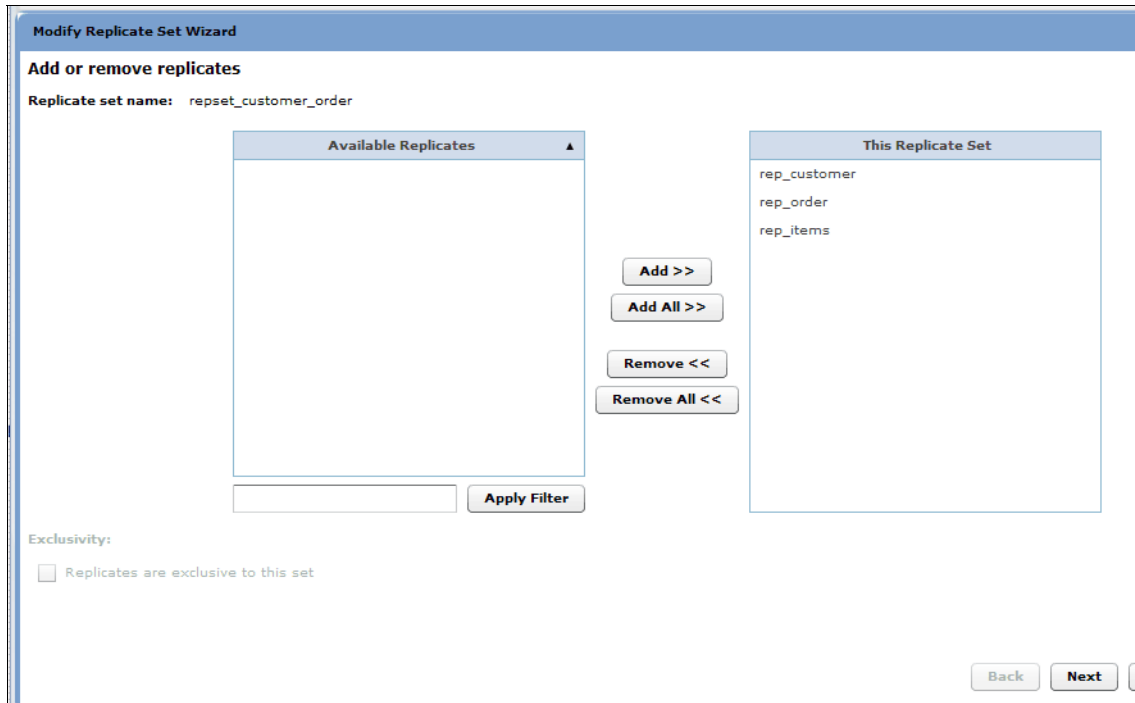 Modify Replicate Set Wizard
Add or remove replicates
Replicate set name: repset_customer_order
Available Replicates ▲
This Replicate Set
rep_customer
rep_order
rep_items
Add >>
Add All >>
Remove <<
Remove All <<
Apply Filter
Exclusivity:
Replicates are exclusive to this set
Back Next